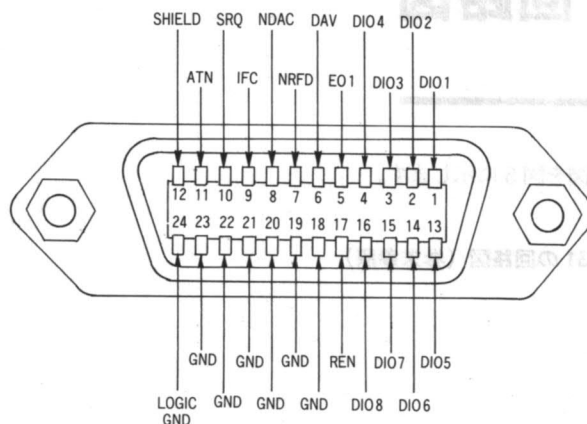 SHIELD SRQ NDAC DAV DIO4 DIO2
ATN IFC NRFD EO1 DIO3 DIO1
12 11 10 9 8 7 6 5 4 3 2 1
24 23 22 21 20 19 18 17 16 15 14 13
GND GND GND REN DIO7 DIO5
LOGIC GND GND GND GND DIO8 DIO6